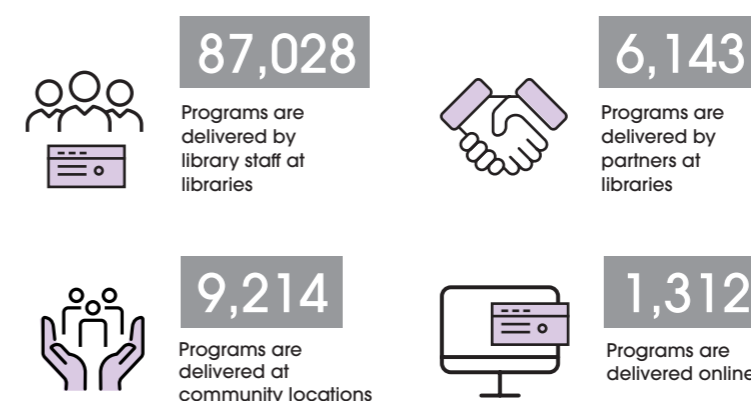 87,028
Programs are
delivered by
library staff at
libraries
6,143
Programs are
delivered by
partners at
libraries
9,214
Programs are
delivered at
community locations
1,312
Programs are
delivered online